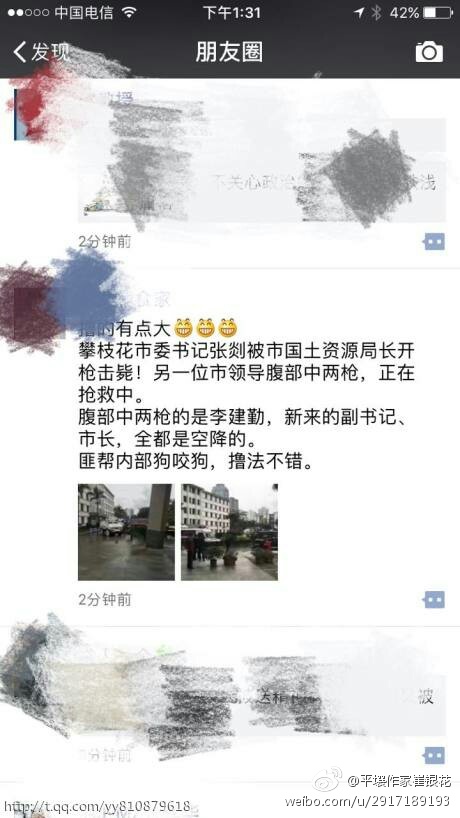 中国电信
下午1:31
42%
发现
朋友圈
不关心政治
浅
2分钟前
食家
撸的有点大😁😁😁
攀枝花市委书记张剡被市国土资源局长开
枪击毙！另一位市领导腹部中两枪，正在
抢救中。
腹部中两枪的是李建勤，新来的副书记、
市长，全都是空降的。
匪帮内部狗咬狗，撸法不错。
2分钟前
被
分钟前
@平壤作家崔银花
http://t.qq.com/yy810879618
weibo.com/u/2917189193